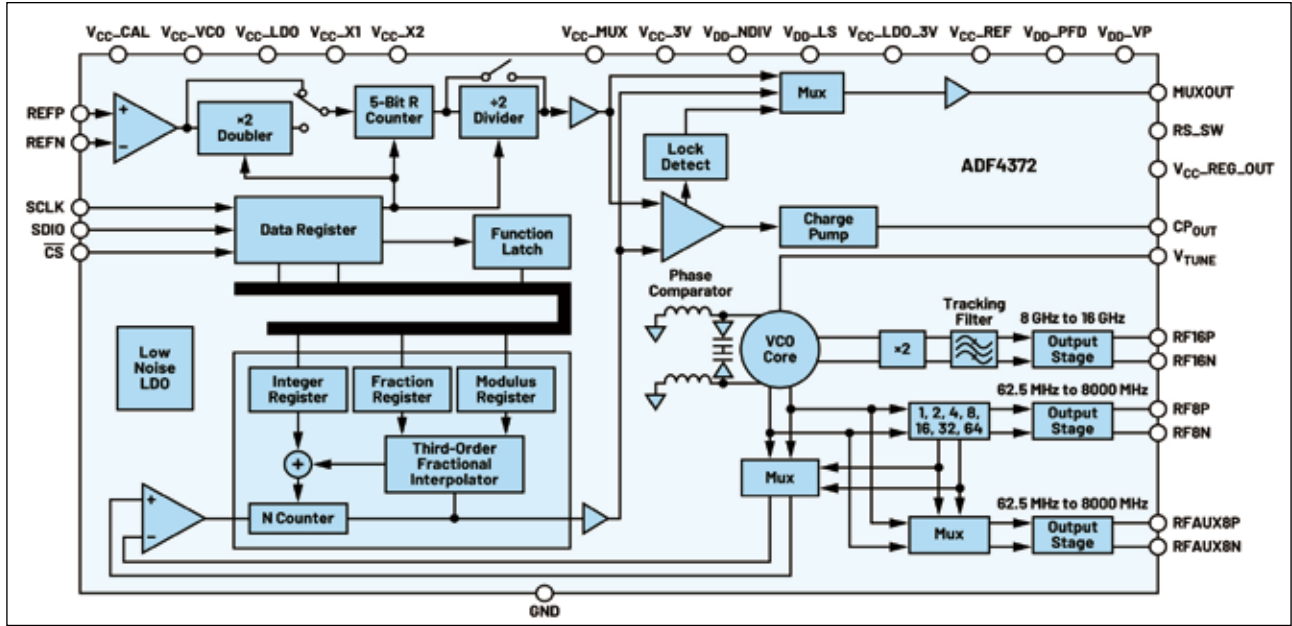 VCC_CAL VCC_VCO VCC_LDO VCC_X1 VCC_X2 VCC_MUX VCC_3V VDD_NDIV VDD_LS VCC_LDO_3V VCC_REF VDD_PFD VDD_VP
REFP
REFN
+
−
×2
Doubler
5-Bit R
Counter
÷2
Divider
Mux
MUXOUT
RS_SW
Lock
Detect
ADF4372
VCC_REG_OUT
SCLK
SDIO
CS
Data Register
Function
Latch
Charge
Pump
CPOUT
VTUNE
Phase
Comparator
VCO
Core
×2
Tracking
Filter
8 GHz to 16 GHz
Output
Stage
RF16P
RF16N
Low
Noise
LDO
Integer
Register
Fraction
Register
Modulus
Register
62.5 MHz to 8000 MHz
1, 2, 4, 8,
16, 32, 64
Output
Stage
RF8P
RF8N
+
Third-Order
Fractional
Interpolator
Mux
+
−
N Counter
62.5 MHz to 8000 MHz
Mux
Output
Stage
RFAUX8P
RFAUX8N
GND